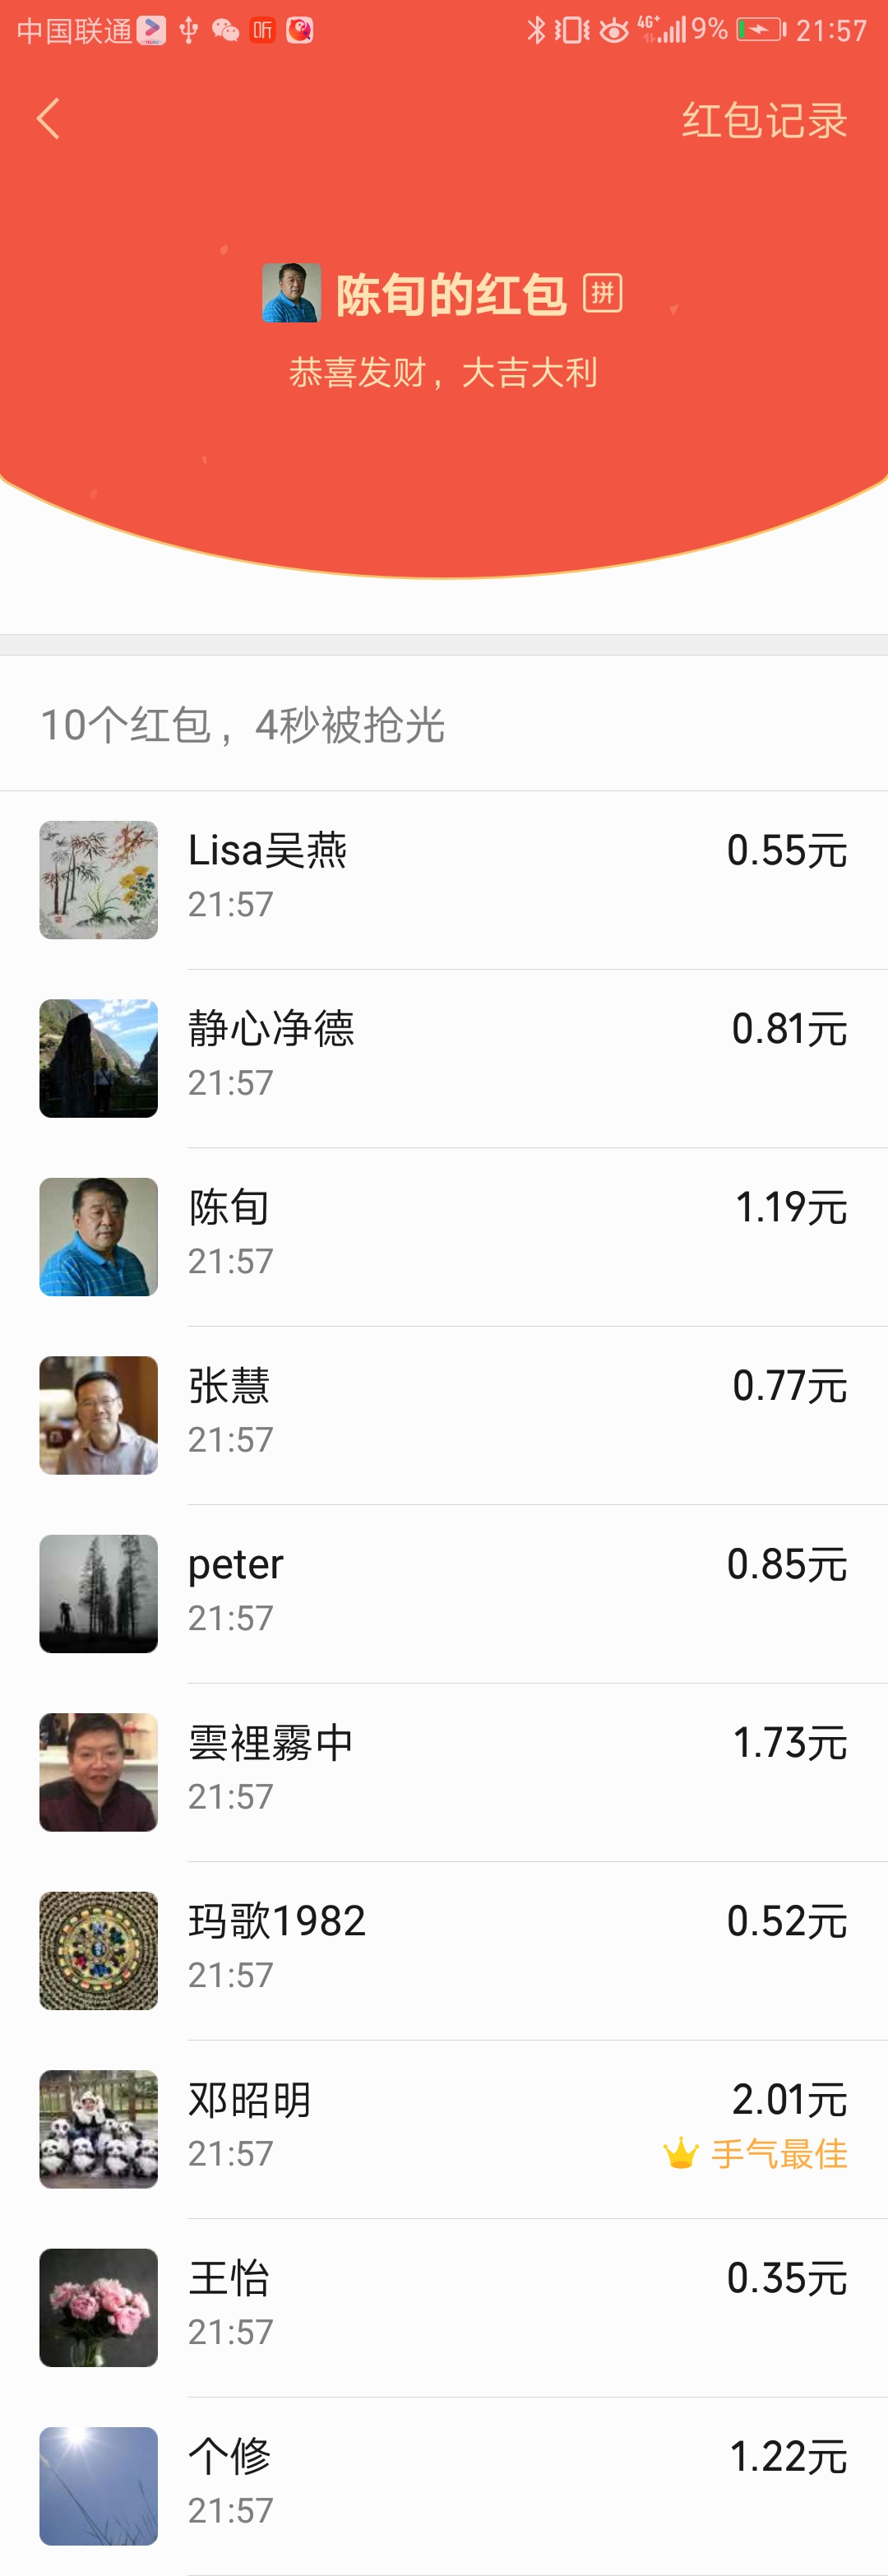 中国联通 听 4G+ 9% 21:57
红包记录
陈旬的红包 拼
恭喜发财，大吉大利
10个红包，4秒被抢光
Lisa吴燕 0.55元
21:57
静心净德 0.81元
21:57
陈旬 1.19元
21:57
张慧 0.77元
21:57
peter 0.85元
21:57
雲裡霧中 1.73元
21:57
玛歌1982 0.52元
21:57
邓昭明 2.01元
21:57 手气最佳
王怡 0.35元
21:57
个修 1.22元
21:57